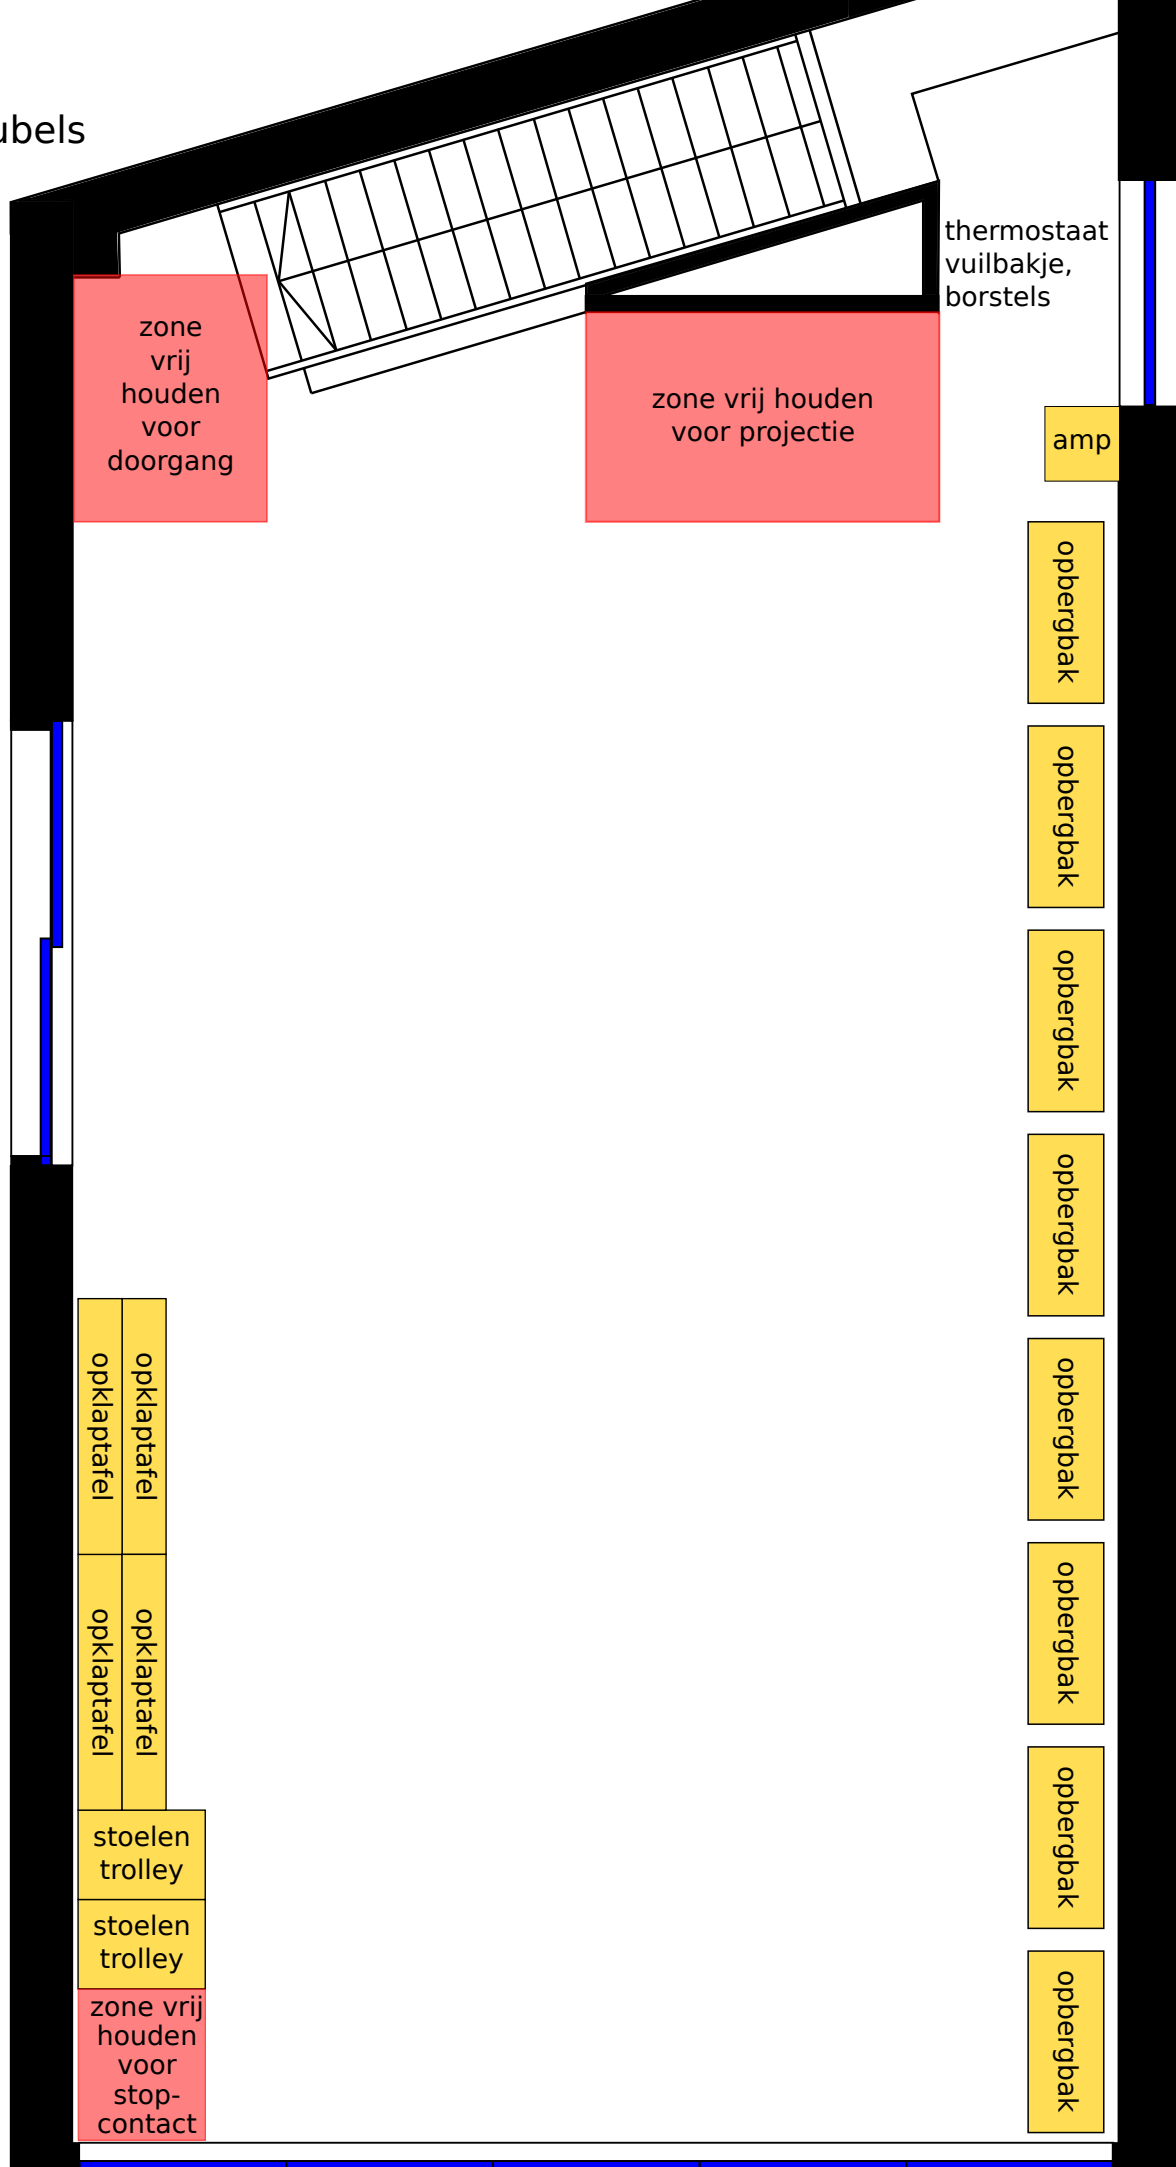 ubels
thermostaat
vuilbakje,
borstels
zone
vrij
houden
voor
doorgang
zone vrij houden
voor projectie
amp
opbergbak
opbergbak
opbergbak
opbergbak
opbergbak
opbergbak
opbergbak
opbergbak
opklaptafel
opklaptafel
opklaptafel
opklaptafel
stoelen
trolley
stoelen
trolley
zone vrij
houden
voor
stop-
contact